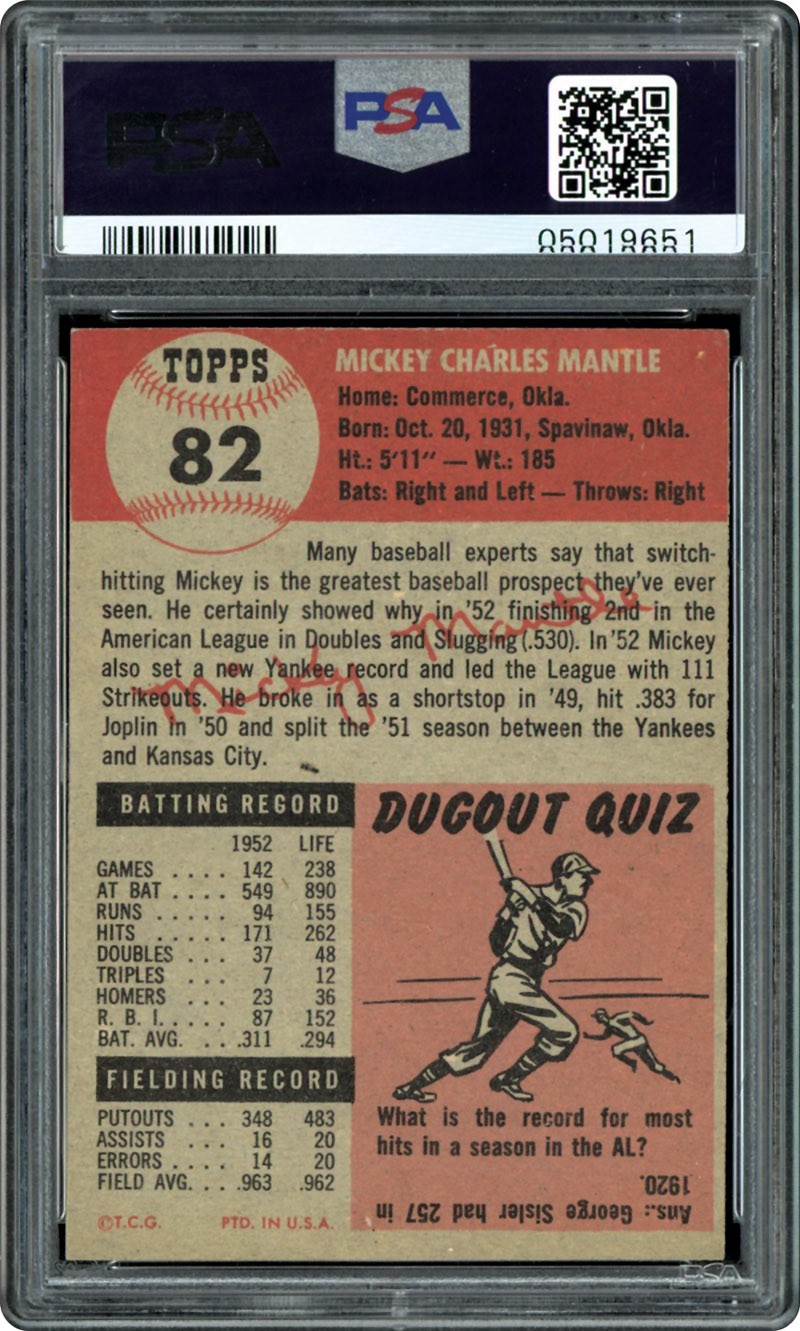 PSA
PSA
05019651
TOPPS
82
MICKEY CHARLES MANTLE
Home: Commerce, Okla.
Born: Oct. 20, 1931, Spavinaw, Okla.
Ht.: 5'11" — Wt.: 185
Bats: Right and Left — Throws: Right
Many baseball experts say that switch-
hitting Mickey is the greatest baseball prospect they've ever
seen. He certainly showed why in '52 finishing 2nd in the
American League in Doubles and Slugging (.530). In '52 Mickey
also set a new Yankee record and led the League with 111
Strikeouts. He broke in as a shortstop in '49, hit .383 for
Joplin in '50 and split the '51 season between the Yankees
and Kansas City.
Micky Mantle
BATTING RECORD
1952 LIFE
GAMES .... 142 238
AT BAT .... 549 890
RUNS ..... 94 155
HITS ..... 171 262
DOUBLES ... 37 48
TRIPLES ... 7 12
HOMERS ... 23 36
R. B. I. .... 87 152
BAT. AVG. ... .311 .294
FIELDING RECORD
PUTOUTS ... 348 483
ASSISTS ... 16 20
ERRORS .... 14 20
FIELD AVG. ... .963 .962
©T.C.G. PTD. IN U.S.A.
DUGOUT QUIZ
What is the record for most
hits in a season in the AL?
Ans.: George Sisler had 257 in
1920.
PSA